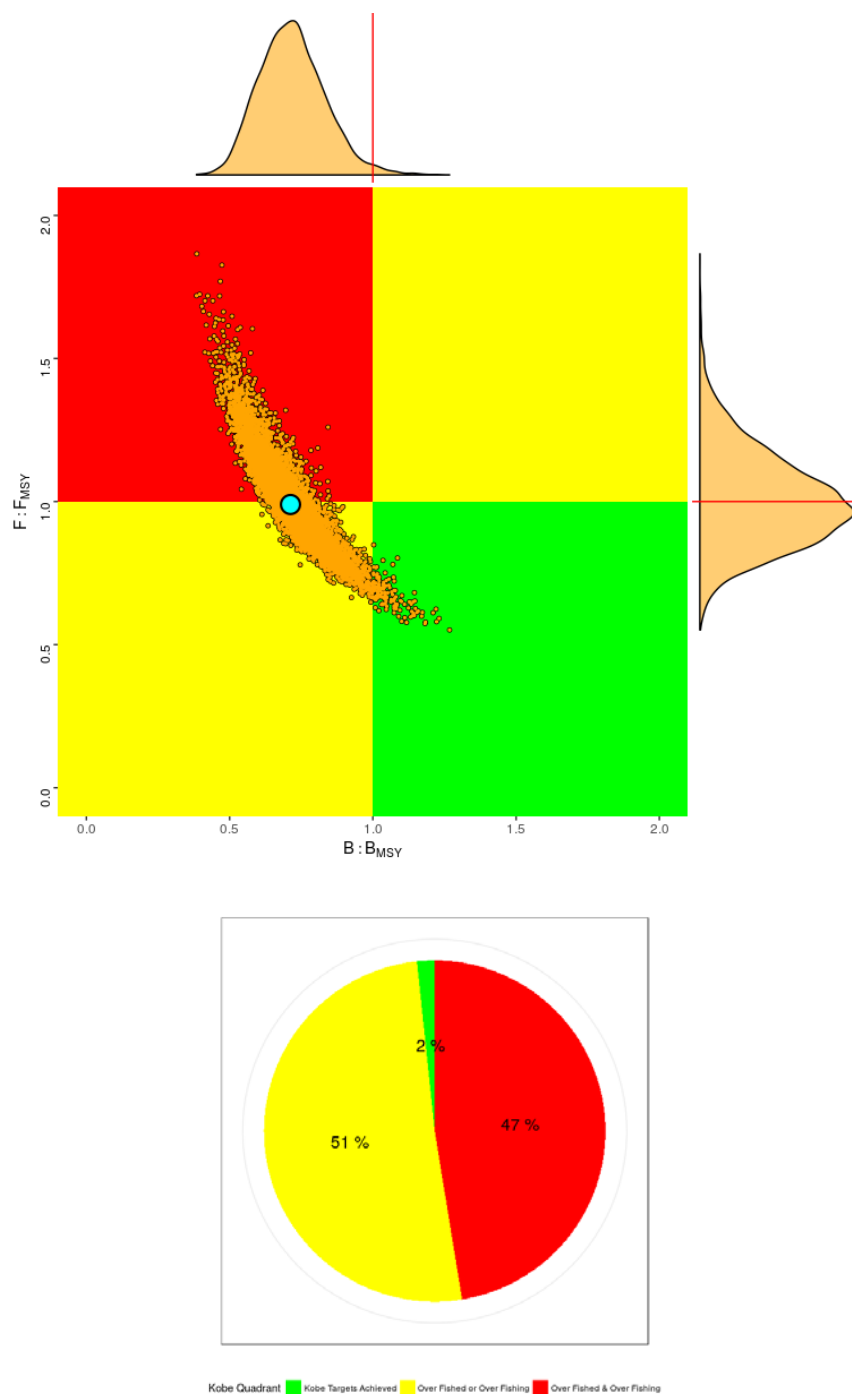 2.0
1.5
1.0
0.5
0.0
F : FMSY
0.0 0.5 1.0 1.5 2.0
B : BMSY
2 %
47 %
51 %
Kobe Quadrant Kobe Targets Achieved Over Fished or Over Fishing Over Fished & Over Fishing